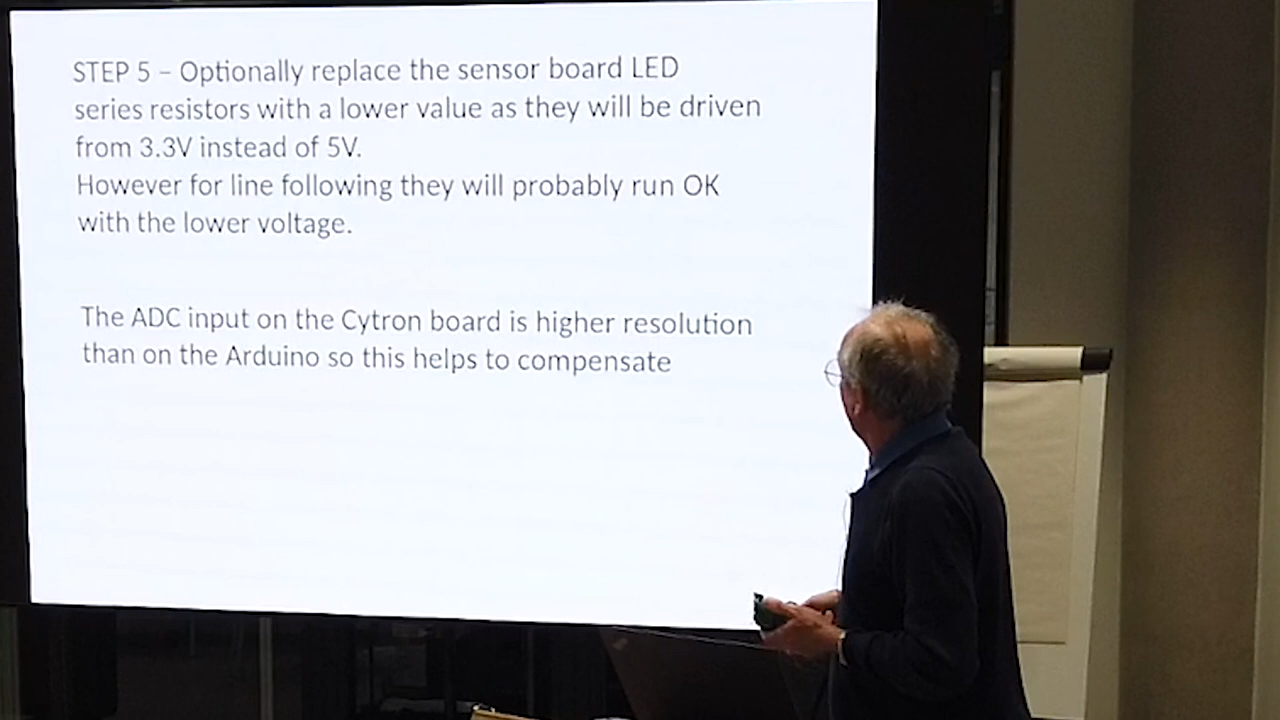 STEP 5 – Optionally replace the sensor board LED
series resistors with a lower value as they will be driven
from 3.3V instead of 5V.
However for line following they will probably run OK
with the lower voltage.
The ADC input on the Cytron board is higher resolution
than on the Arduino so this helps to compensate